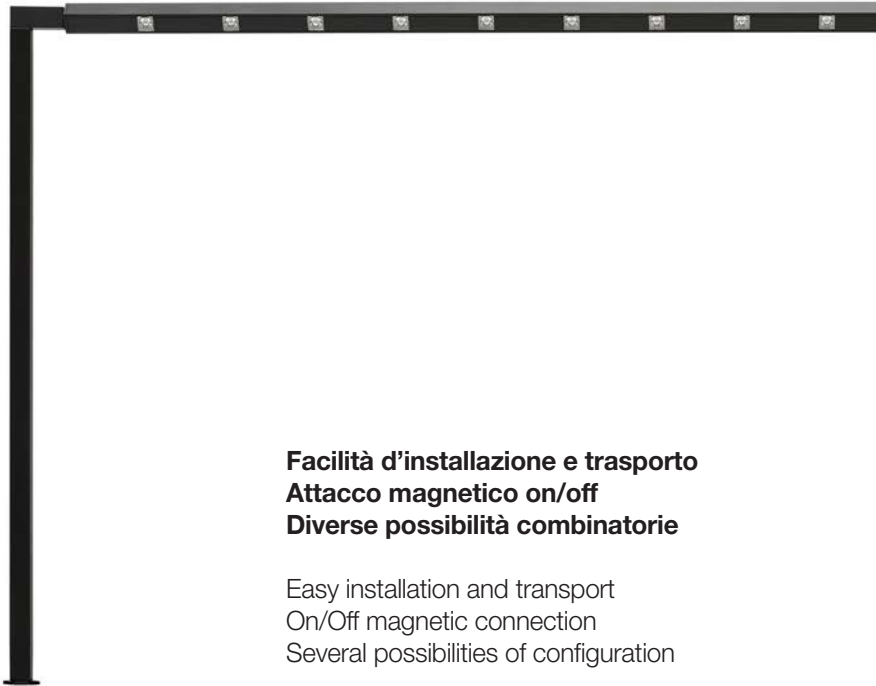 Facilità d’installazione e trasporto
Attacco magnetico on/off
Diverse possibilità combinatorie
Easy installation and transport
On/Off magnetic connection
Several possibilities of configuration